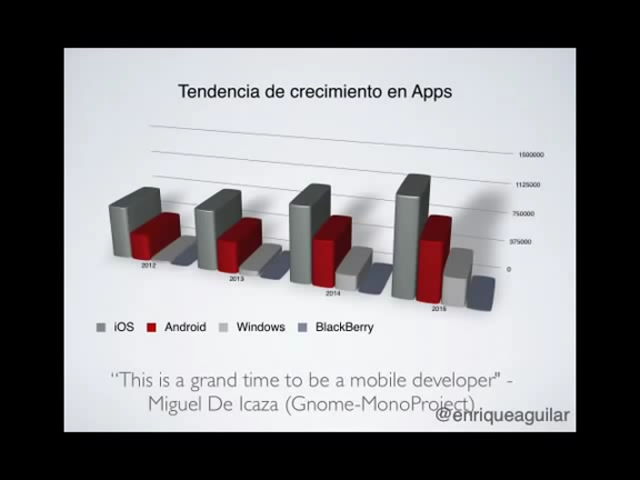 Tendencia de crecimiento en Apps
1500000
1125000
750000
375000
0
2012
2013
2014
2015
iOS Android Windows BlackBerry
“This is a grand time to be a mobile developer" -
Miguel De Icaza (Gnome-MonoProject)
@enriqueaguilar